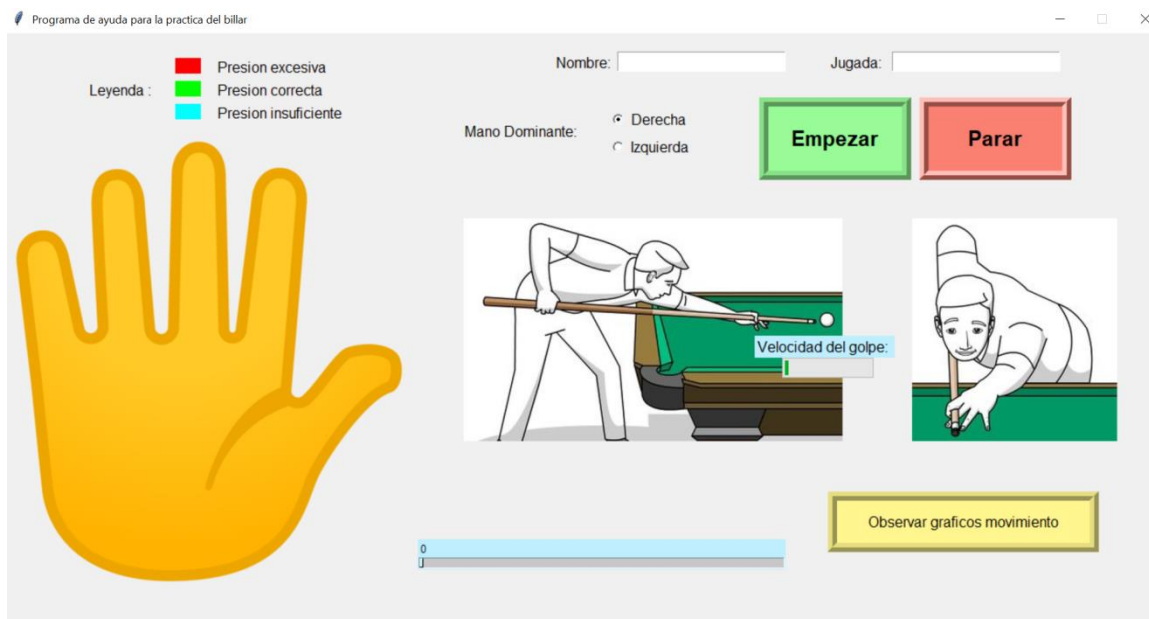 Programa de ayuda para la practica del billar
Leyenda :
Presion excesiva
Presion correcta
Presion insuficiente
Nombre:
Jugada:
Mano Dominante:
Derecha
Izquierda
Empezar
Parar
Velocidad del golpe:
Observar graficos movimiento
0